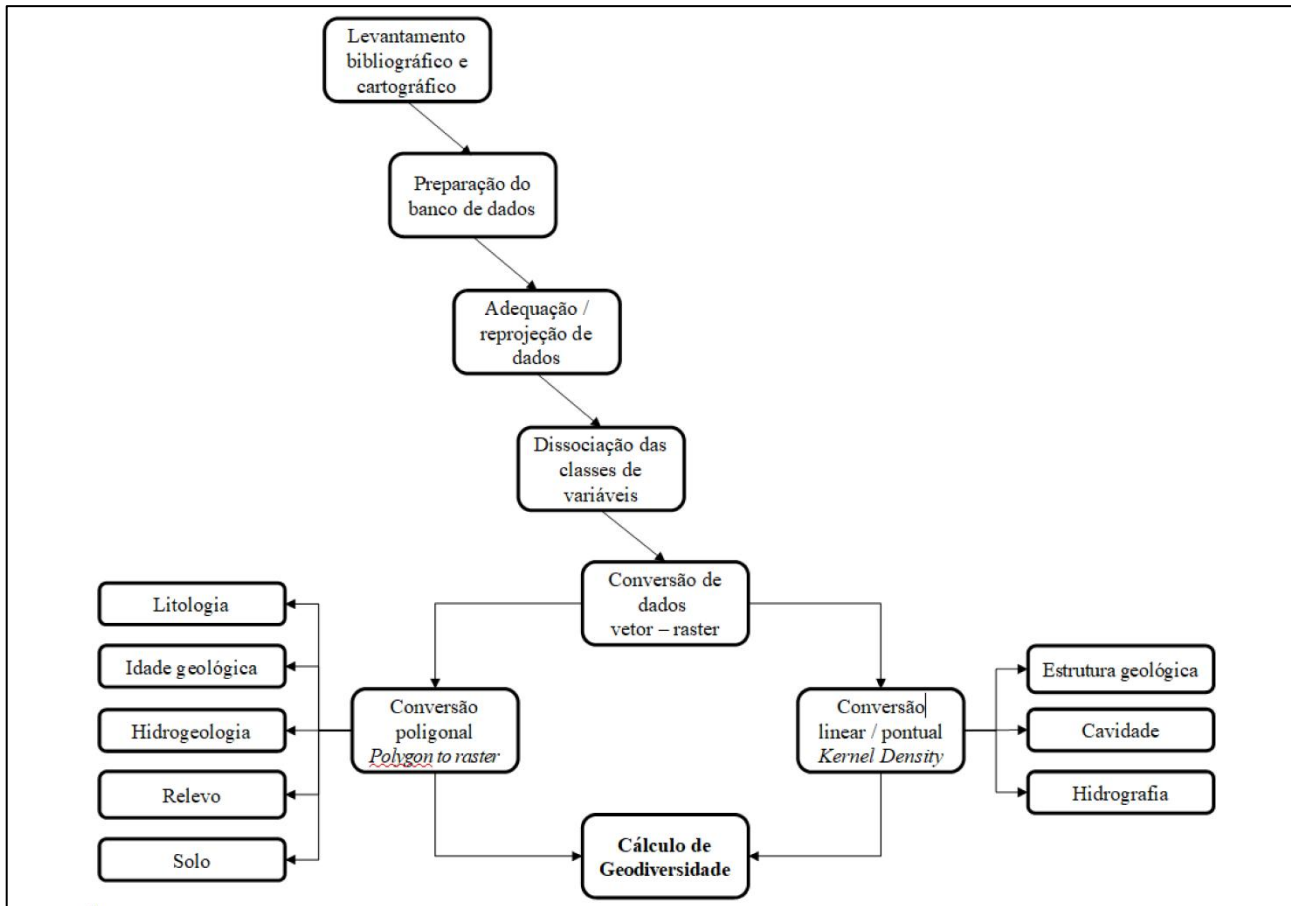 Levantamento
bibliográfico e
cartográfico
Preparação do
banco de dados
Adequação /
reprojeção de
dados
Dissociação das
classes de
variáveis
Conversão de
dados
vetor – raster
Litologia
Idade geológica
Hidrogeologia
Relevo
Solo
Conversão
poligonal
Polygon to raster
Conversão
linear / pontual
Kernel Density
Estrutura geológica
Cavidade
Hidrografia
Cálculo de
Geodiversidade